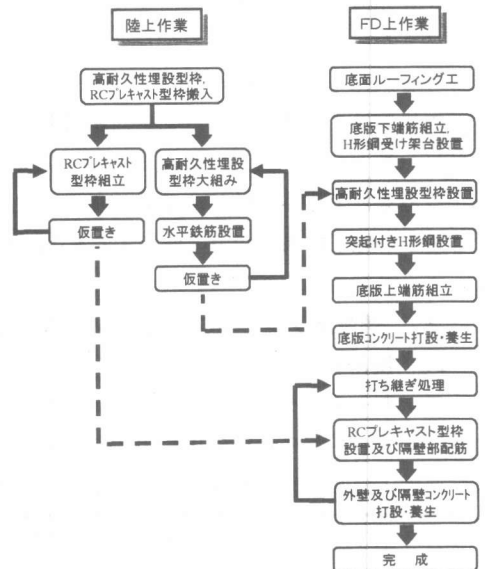 陸上作業
高耐久性埋設型枠,
RCプレキャスト型枠搬入
RCプレキャスト
型枠組立
仮置き
高耐久性埋設
型枠大組み
水平鉄筋設置
仮置き
FD上作業
底面ルーフィング工
底版下端筋組立,
H形鋼受け架台設置
高耐久性埋設型枠設置
突起付きH形鋼設置
底版上端筋組立
底版コンクリート打設・養生
打ち継ぎ処理
RCプレキャスト型枠
設置及び隔壁部配筋
外壁及び隔壁コンクリート
打設・養生
完 成